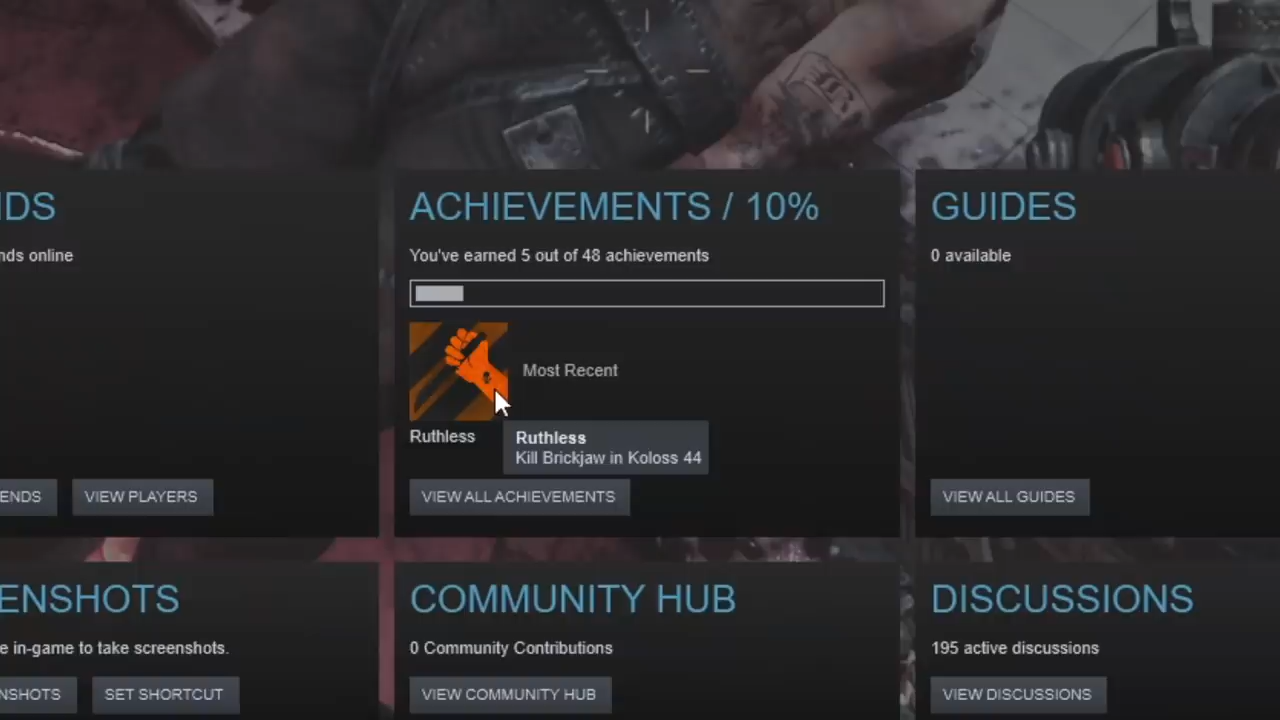 NDS
nds online
ENDS
VIEW PLAYERS
ACHIEVEMENTS / 10%
You've earned 5 out of 48 achievements
Most Recent
Ruthless
Ruthless
Kill Brickjaw in Koloss 44
VIEW ALL ACHIEVEMENTS
GUIDES
0 available
VIEW ALL GUIDES
ENSHOTS
e in-game to take screenshots.
NSHOTS
SET SHORTCUT
COMMUNITY HUB
0 Community Contributions
VIEW COMMUNITY HUB
DISCUSSIONS
195 active discussions
VIEW DISCUSSIONS